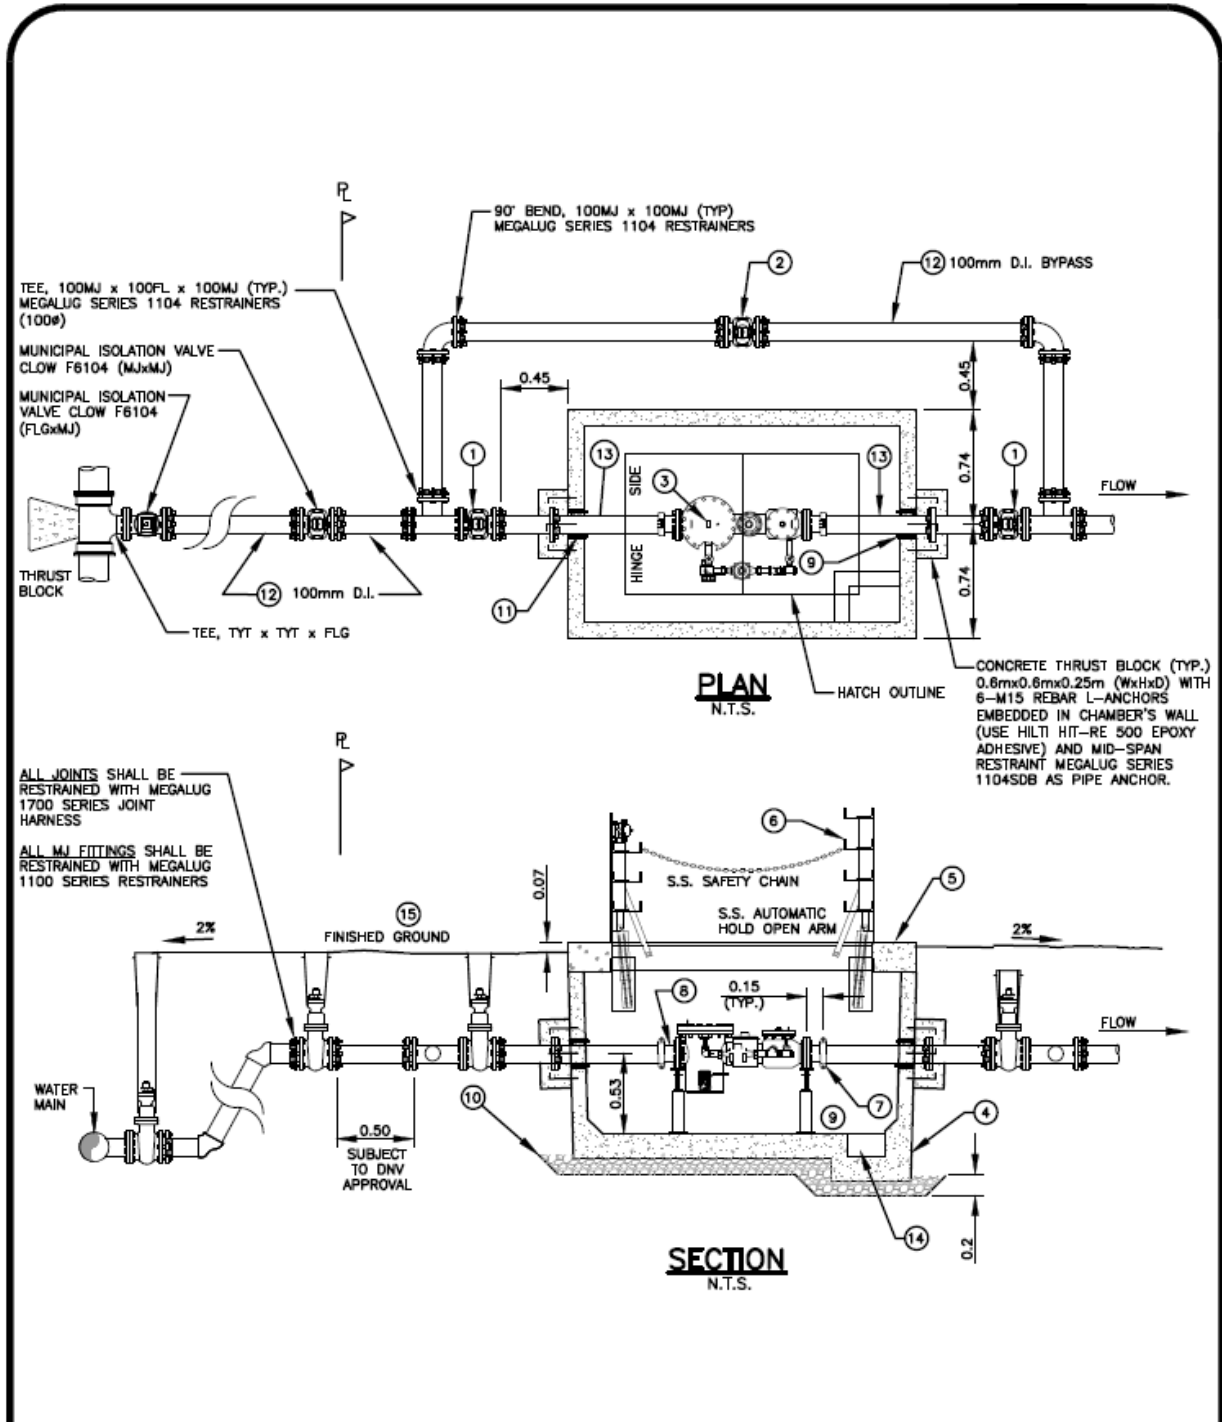 PL
90° BEND, 100MJ x 100MJ (TYP)
MEGALUG SERIES 1104 RESTRAINERS
2
12 100mm D.I. BYPASS
TEE, 100MJ x 100FL x 100MJ (TYP.)
MEGALUG SERIES 1104 RESTRAINERS
(100ø)
MUNICIPAL ISOLATION VALVE
CLOW F6104 (MJxMJ)
MUNICIPAL ISOLATION
VALVE CLOW F6104
(FLGxMJ)
0.45
0.45
1
13
3
SIDE
HINGE
13
0.74
0.74
1
FLOW
THRUST
BLOCK
12 100mm D.I.
9
11
TEE, TYT x TYT x FLG
PLAN
N.T.S.
HATCH OUTLINE
CONCRETE THRUST BLOCK (TYP.)
0.6mx0.6mx0.25m (WxHxD) WITH
6-M15 REBAR L-ANCHORS
EMBEDDED IN CHAMBER'S WALL
(USE HILTI HIT-RE 500 EPOXY
ADHESIVE) AND MID-SPAN
RESTRAINT MEGALUG SERIES
1104SDB AS PIPE ANCHOR.
PL
ALL JOINTS SHALL BE
RESTRAINED WITH MEGALUG
1700 SERIES JOINT
HARNESS
ALL MJ FITTINGS SHALL BE
RESTRAINED WITH MEGALUG
1100 SERIES RESTRAINERS
6
S.S. SAFETY CHAIN
5
0.07
S.S. AUTOMATIC
HOLD OPEN ARM
2%
15
FINISHED GROUND
2%
8
0.15
(TYP.)
FLOW
WATER
MAIN
10
0.53
9
7
4
0.50
SUBJECT
TO DNV
APPROVAL
14
0.2
SECTION
N.T.S.